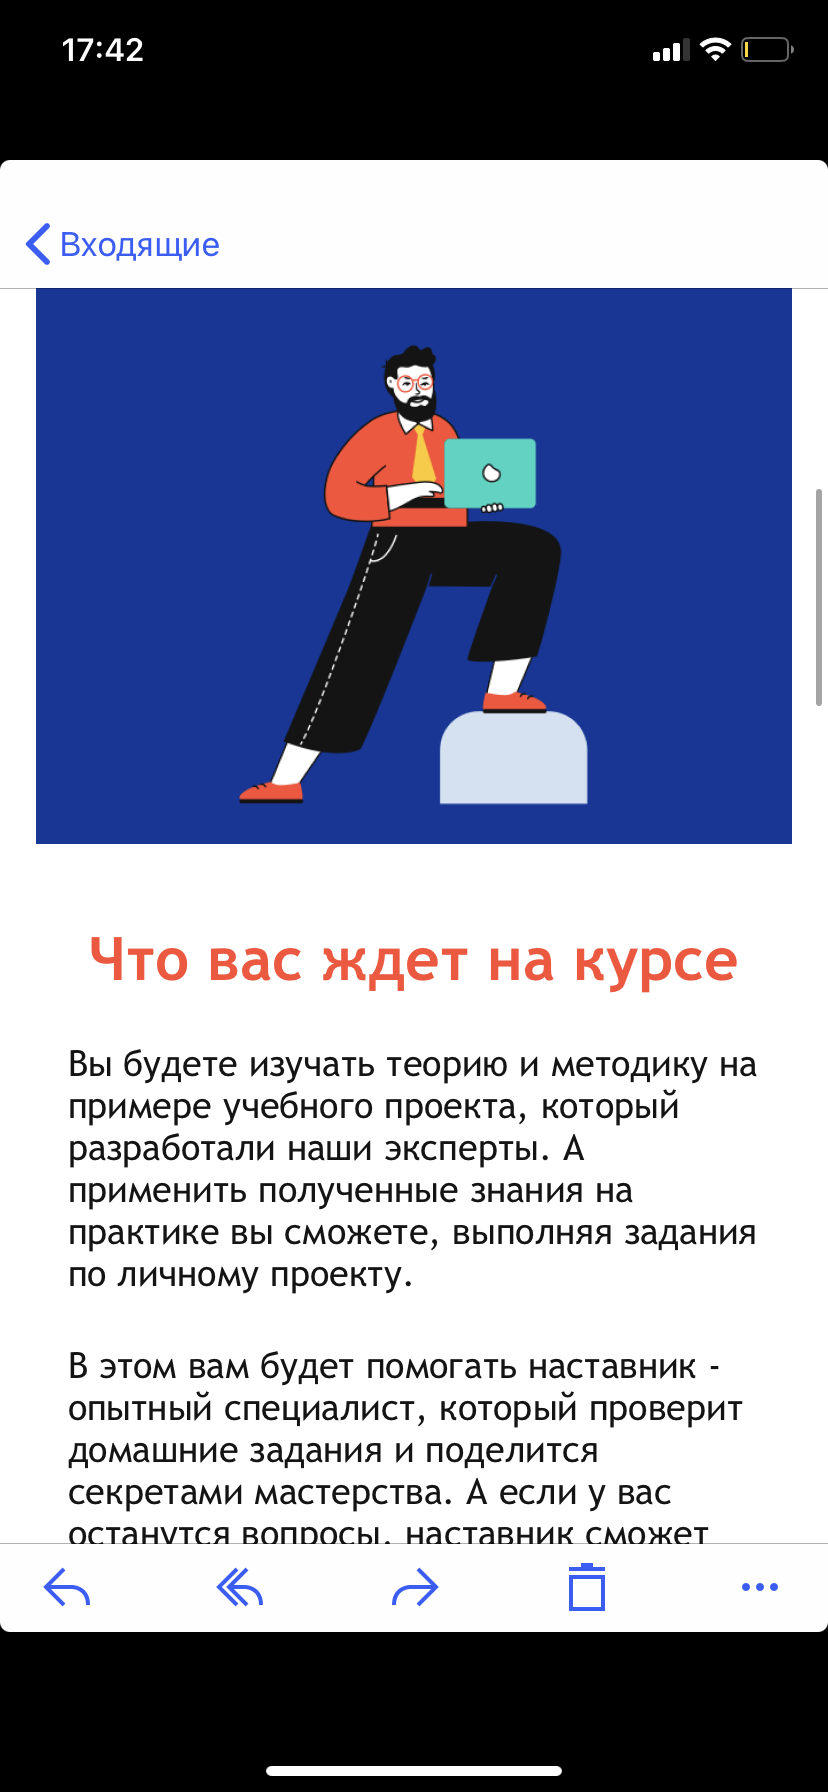 17:42
Входящие
Что вас ждет на курсе
Вы будете изучать теорию и методику на
примере учебного проекта, который
разработали наши эксперты. А
применить полученные знания на
практике вы сможете, выполняя задания
по личному проекту.
В этом вам будет помогать наставник -
опытный специалист, который проверит
домашние задания и поделится
секретами мастерства. А если у вас
останутся вопросы, наставник сможет